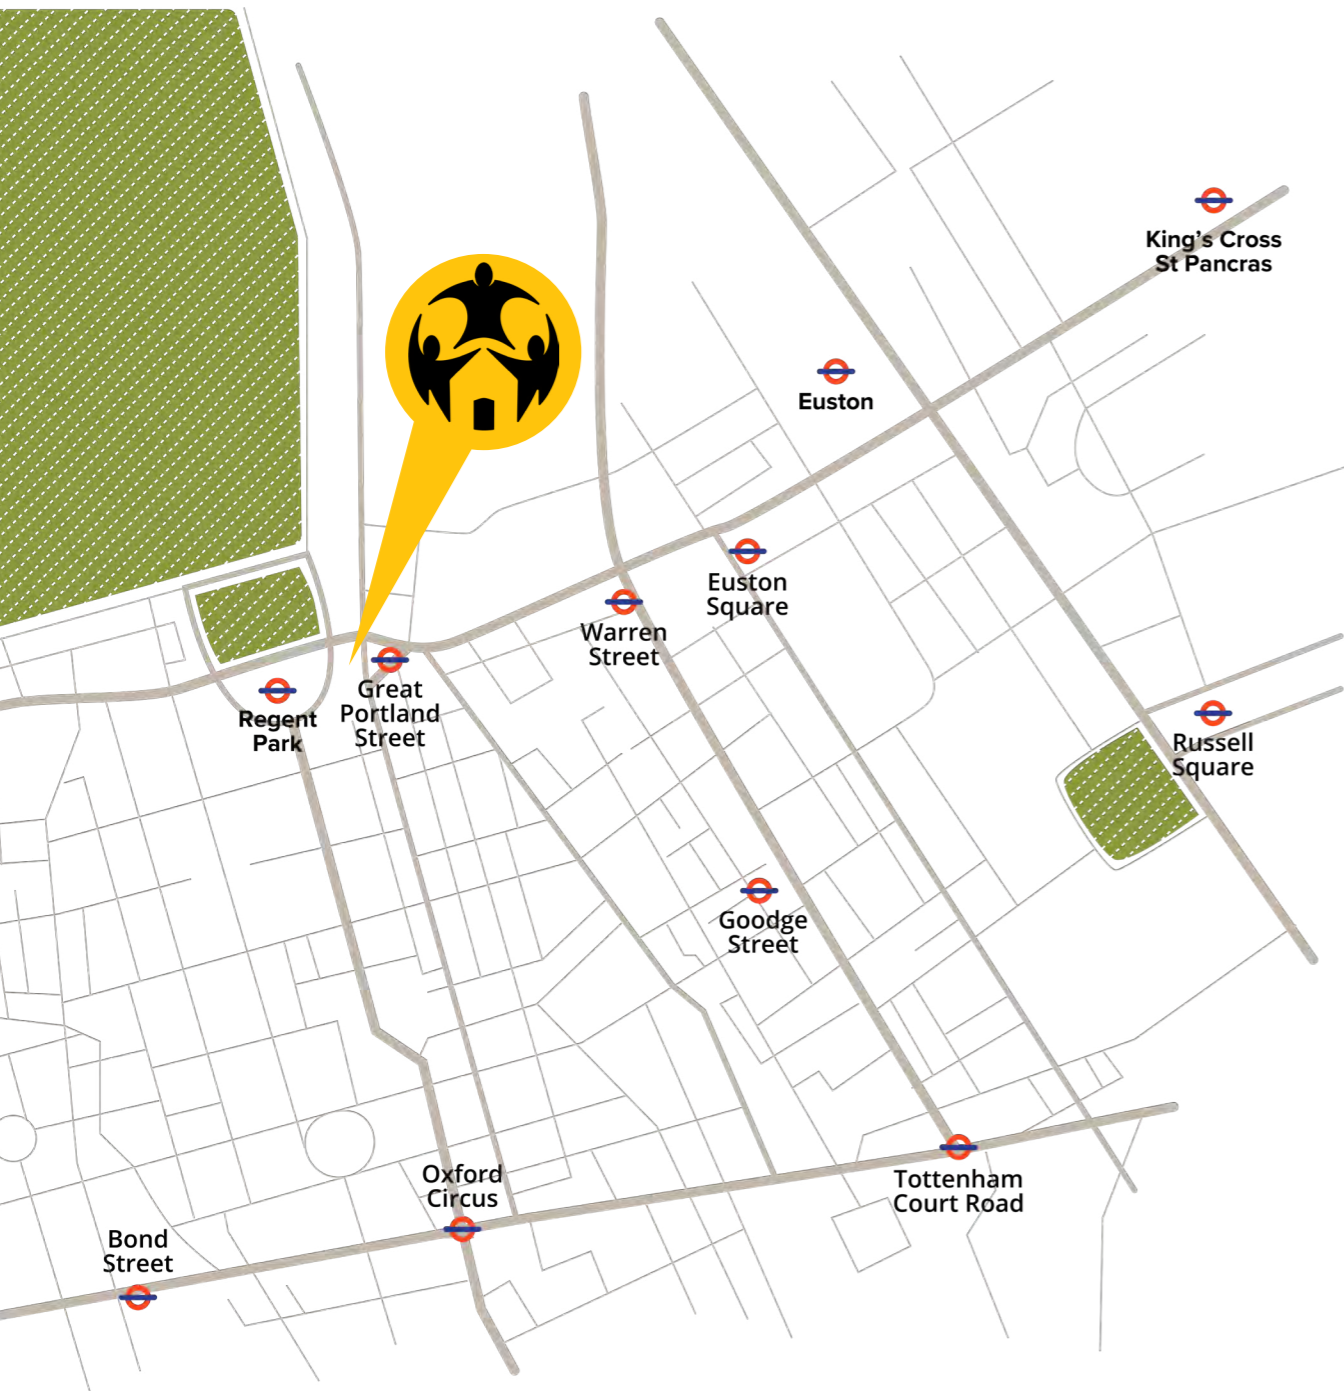 King's Cross
St Pancras
Euston
Euston
Square
Warren
Street
Great
Portland
Street
Regent
Park
Russell
Square
Goodge
Street
Oxford
Circus
Tottenham
Court Road
Bond
Street